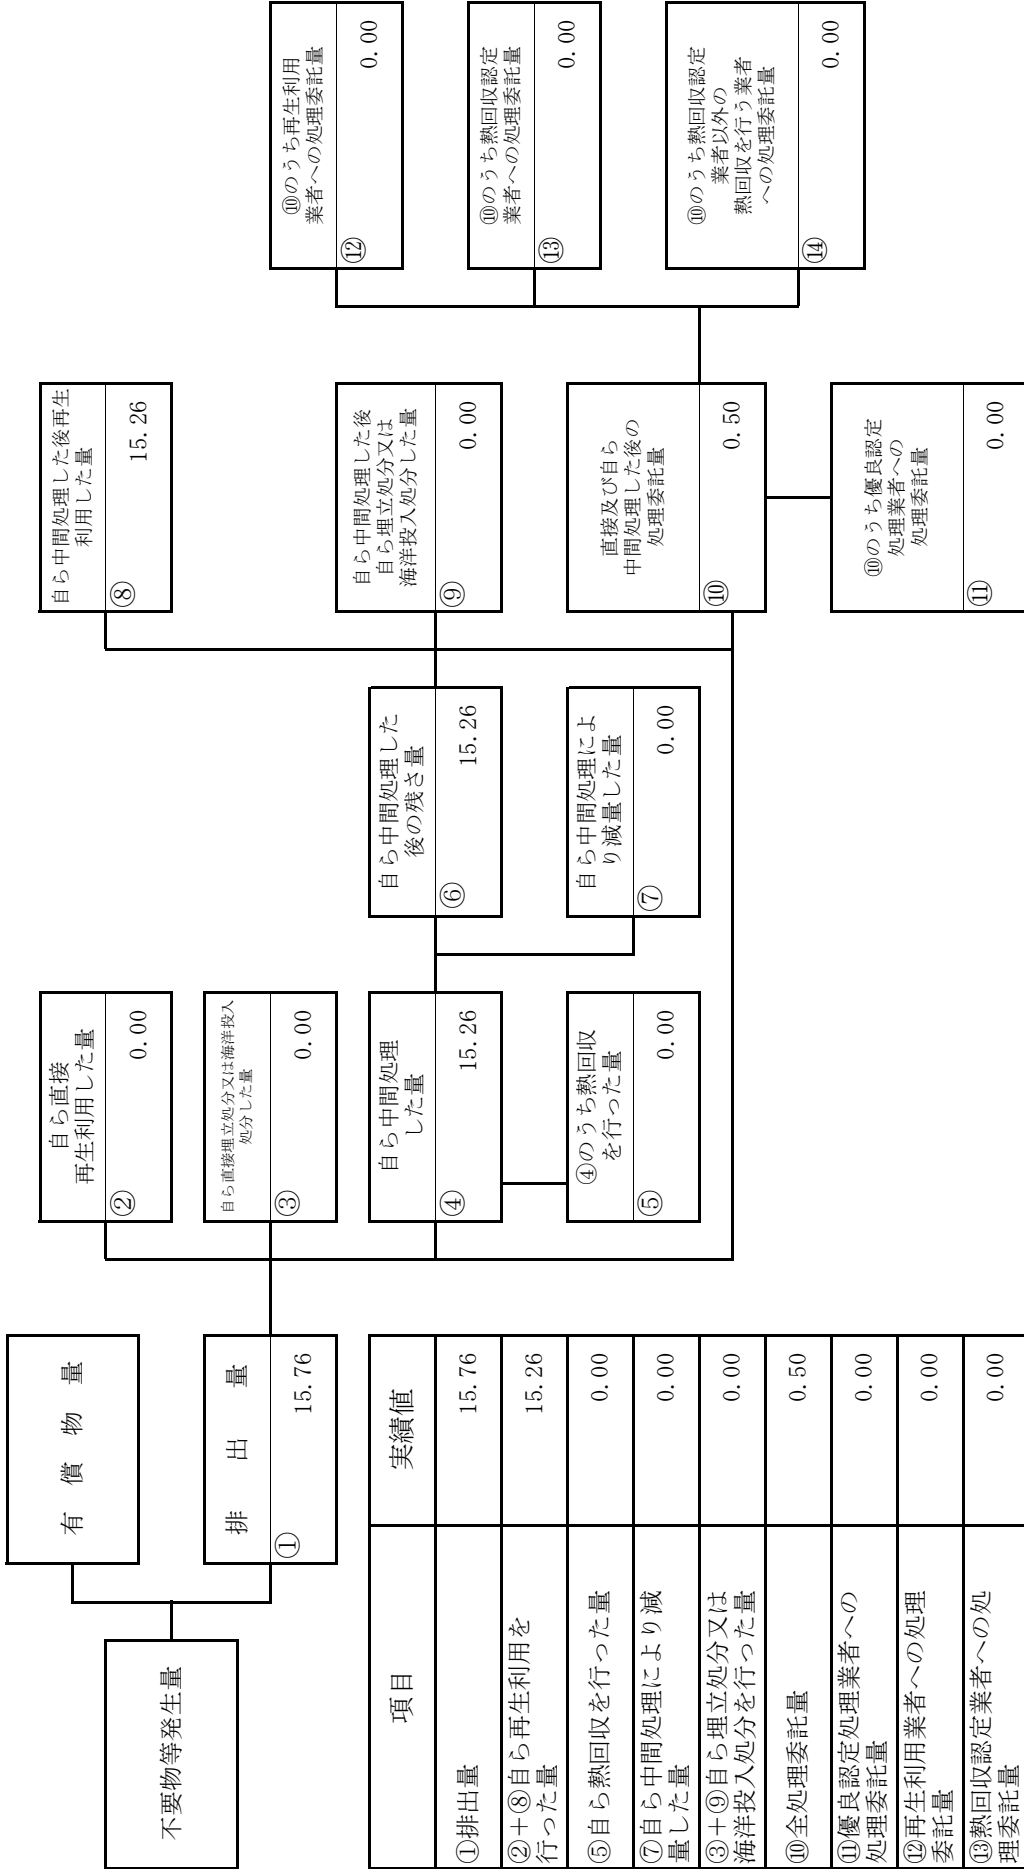 不要物等発生量
有償物量
排出量
①
15.76
自ら直接
再生利用した量
②
0.00
自ら直接埋立処分又は海洋投入
処分した量
③
0.00
自ら中間処理
した量
④
15.26
④のうち熱回収
を行った量
⑤
0.00
自ら中間処理した
後の残さ量
⑥
15.26
自ら中間処理によ
り減量した量
⑦
0.00
自ら中間処理した後再生
利用した量
⑧
15.26
自ら中間処理した後
自ら埋立処分又は
海洋投入処分した量
⑨
0.00
直接及び自ら
中間処理した後の
処理委託量
⑩
0.50
⑩のうち優良認定
処理業者への
処理委託量
⑪
0.00
⑩のうち再生利用
業者への処理委託量
⑫
0.00
⑩のうち熱回収認定
業者への処理委託量
⑬
0.00
⑩のうち熱回収認定
業者以外の
熱回収を行う業者
への処理委託量
⑭
0.00
項目
実績値
①排出量
15.76
②+⑧自ら再生利用を
行った量
15.26
⑤自ら熱回収を行った量
0.00
⑦自ら中間処理により減
量した量
0.00
③+⑨自ら埋立処分又は
海洋投入処分を行った量
0.00
⑩全処理委託量
0.50
⑪優良認定処理業者への
処理委託量
0.00
⑫再生利用業者への処理
委託量
0.00
⑬熱回収認定業者への処
理委託量
0.00